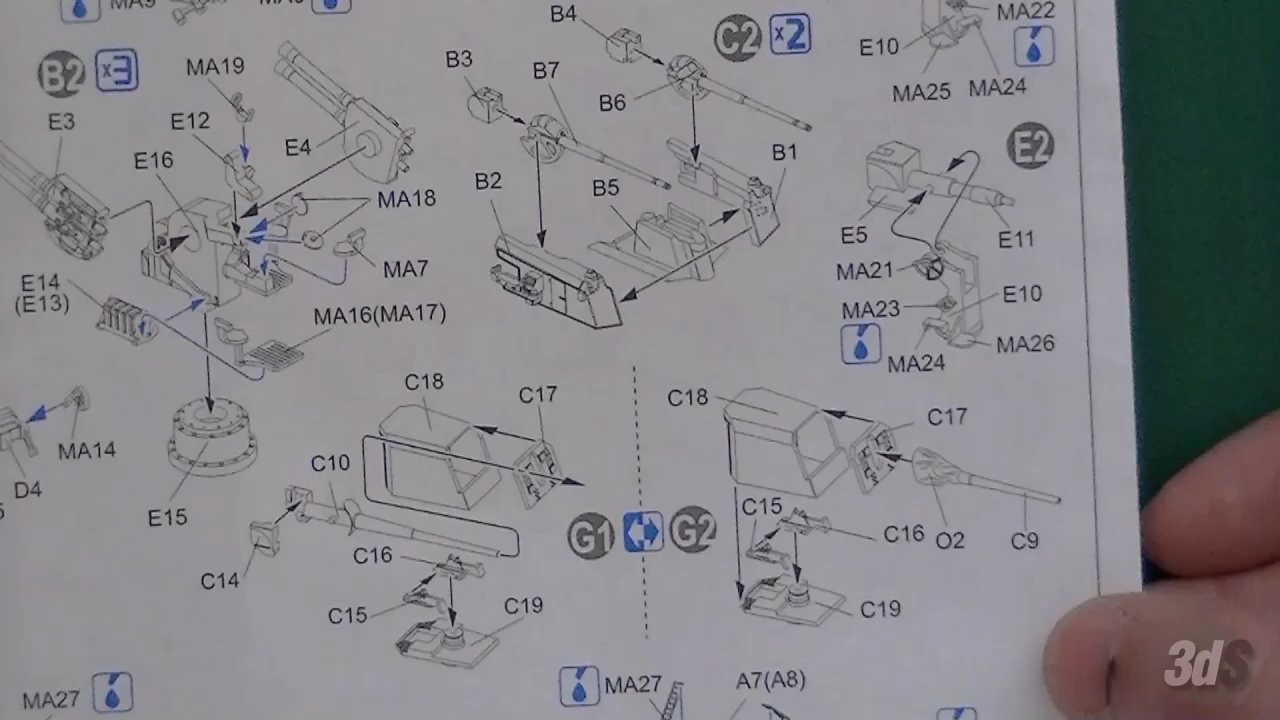 MA9
B2 x3
MA19
E3
E12
E4
E16
MA18
MA7
E14
(E13)
MA16(MA17)
MA14
D4
E15
B4
C2 x2
B3
B7
B6
B1
B2
B5
MA22
E10
MA25
MA24
E2
E5
E11
MA21
MA23
E10
MA24
MA26
C18
C17
C10
C14
C16
C15
C19
G1
G2
C18
C17
C15
C16
O2
C9
C19
MA27
MA27
A7(A8)
3dS